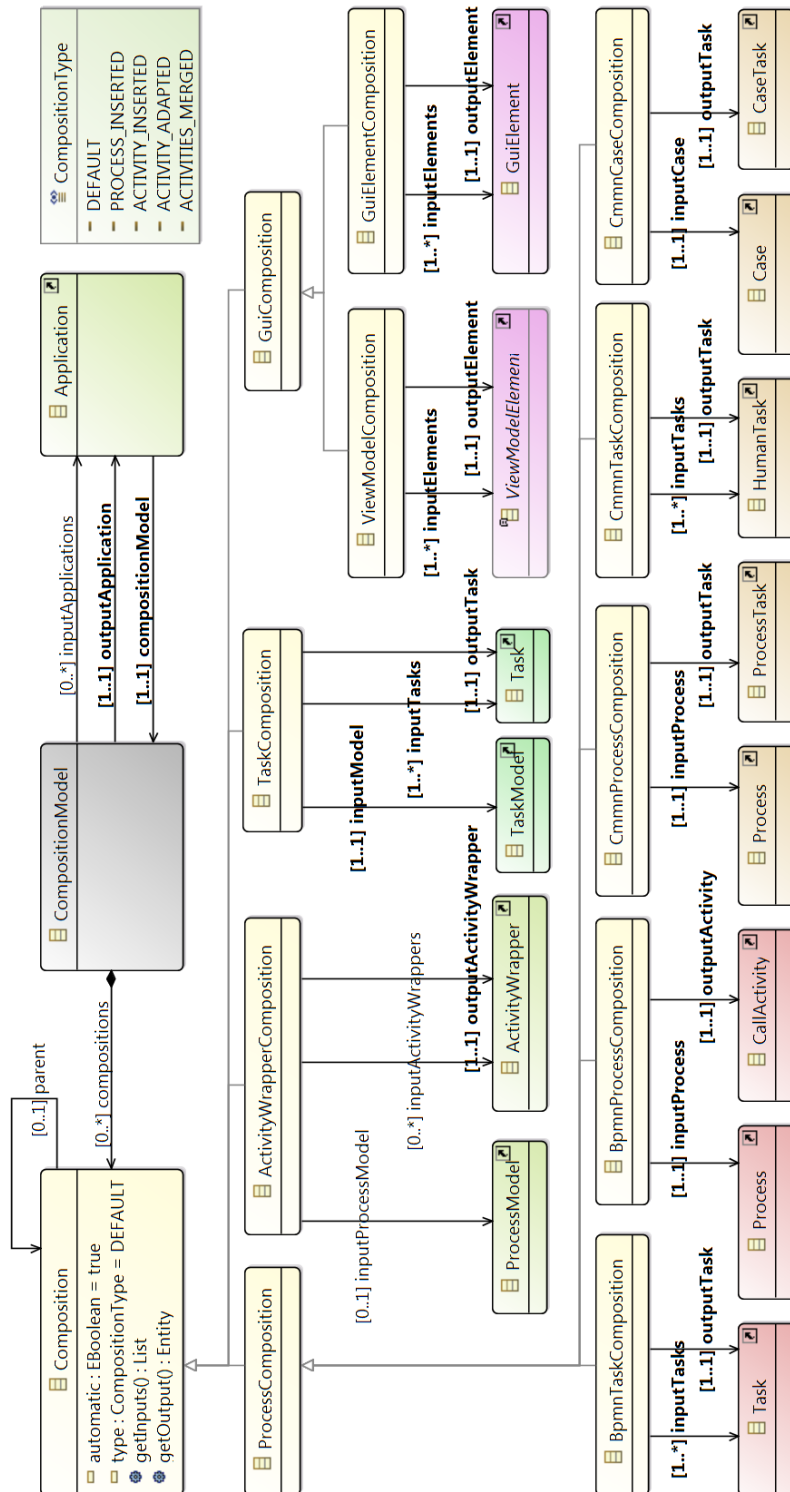 Composition
automatic : EBoolean = true
type : CompositionType = DEFAULT
getInputs() : List
getOutput() : Entity
[0..1] parent
[0..*] compositions
CompositionModel
[0..*] inputApplications
[1..1] outputApplication
[1..1] compositionModel
Application
CompositionType
DEFAULT
PROCESS_INSERTED
ACTIVITY_INSERTED
ACTIVITY_ADAPTED
ACTIVITIES_MERGED
ProcessComposition
ActivityWrapperComposition
TaskComposition
GuiComposition
[0..1] inputProcessModel
[0..*] inputActivityWrappers
[1..1] outputActivityWrapper
[1..1] inputModel
[1..*] inputTasks
[1..1] outputTask
ViewModelComposition
GuiElementComposition
[1..*] inputElements
[1..1] outputElement
[1..*] inputElements
[1..1] outputElement
ProcessModel
ActivityWrapper
TaskModel
Task
ViewModelElement
GuiElement
BpmnTaskComposition
BpmnProcessComposition
CmmnProcessComposition
CmmnTaskComposition
CmmnCaseComposition
[1..*] inputTasks
[1..1] outputTask
[1..1] inputProcess
[1..1] outputActivity
[1..1] inputProcess
[1..1] outputTask
[1..*] inputTasks
[1..1] outputTask
[1..1] inputCase
[1..1] outputTask
Task
Process
CallActivity
Process
ProcessTask
HumanTask
Case
CaseTask